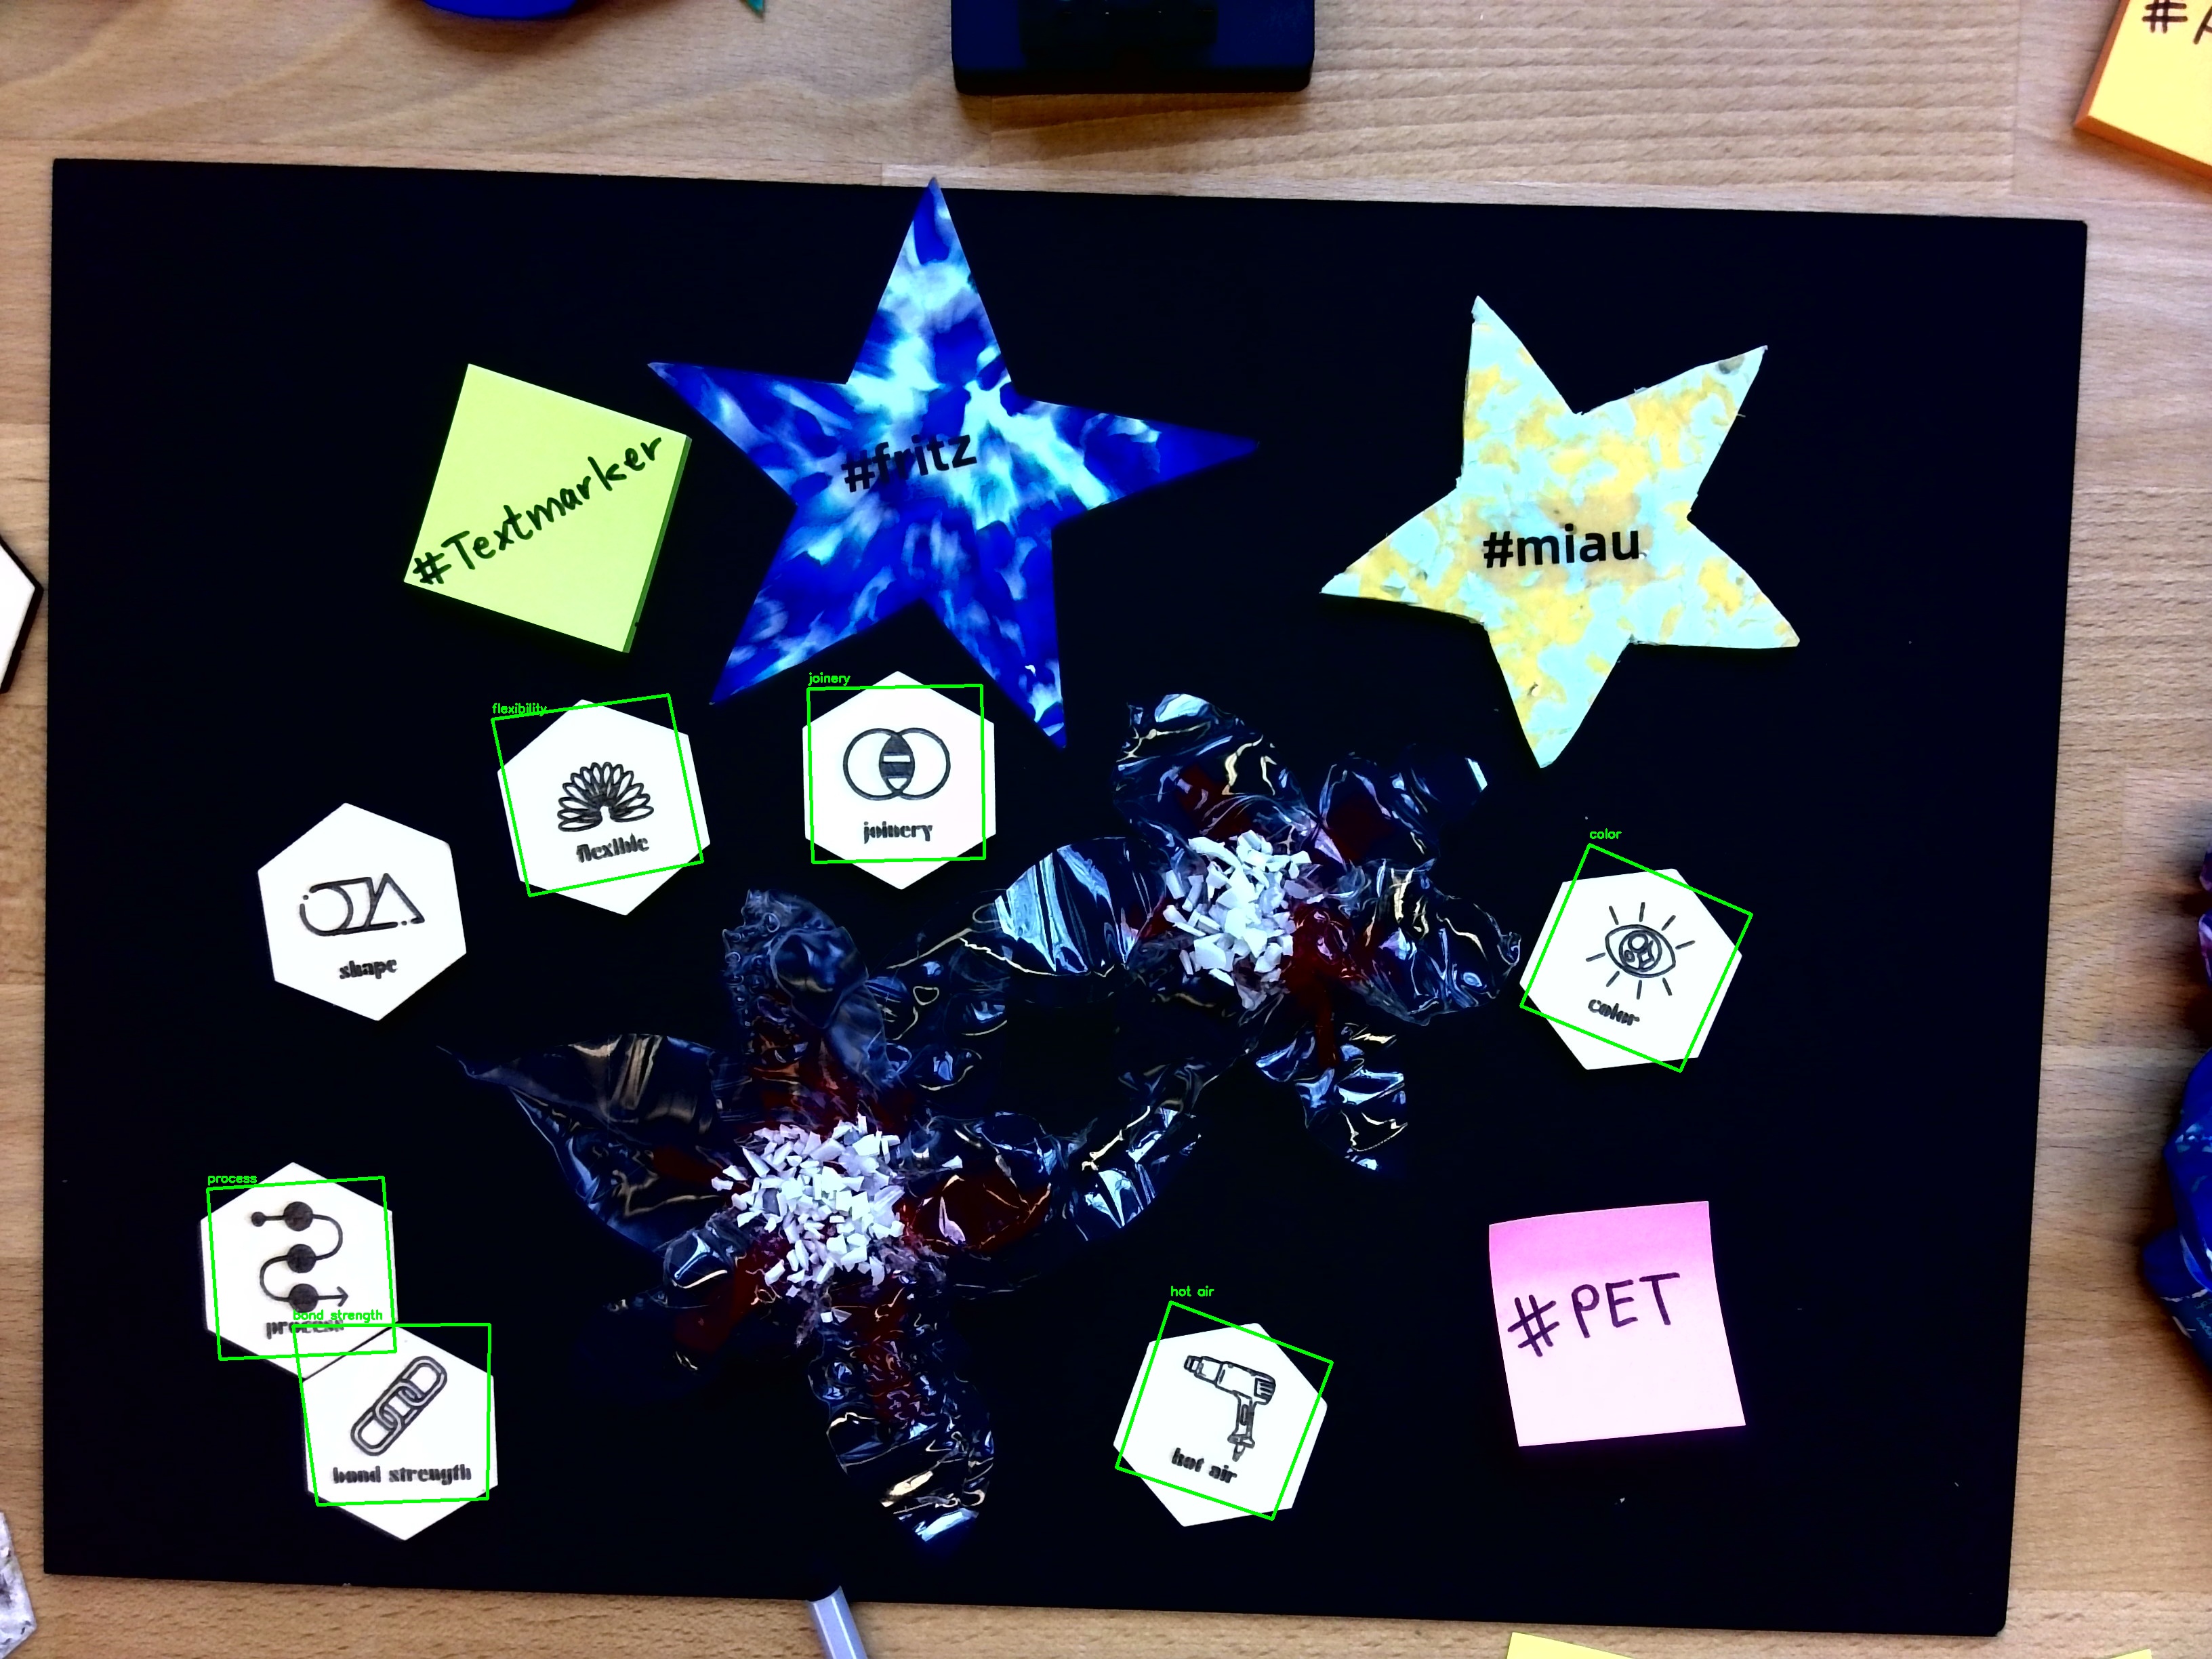 #fritz
#Textmarker
#miau
joinery
flexibility
joinery
flexible
color
shape
color
process
process
bond strength
bond strength
hot air
hot air
#PET